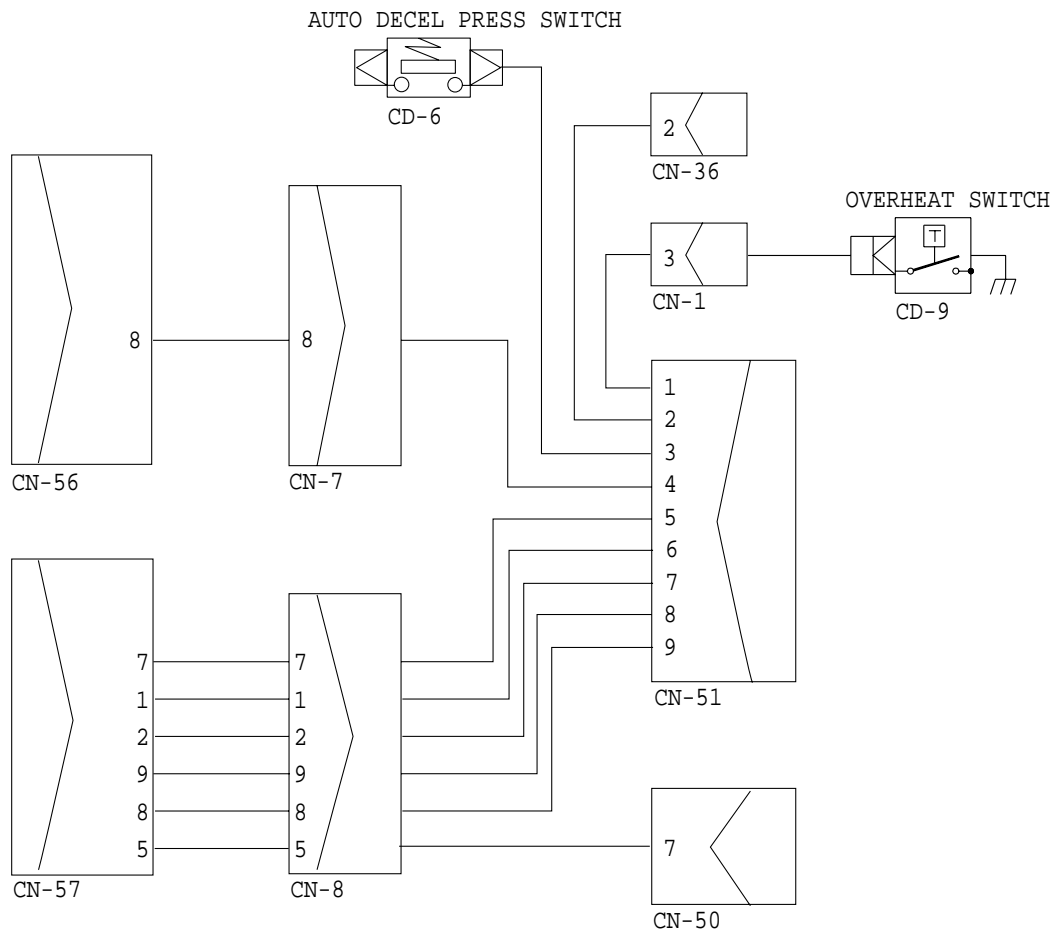 AUTO DECEL PRESS SWITCH
CD-6
2
CN-36
OVERHEAT SWITCH
T
CD-9
3
CN-1
8
CN-56
8
CN-7
1
2
3
4
5
6
7
8
9
CN-51
7
1
2
9
8
5
CN-57
7
1
2
9
8
5
CN-8
7
CN-50